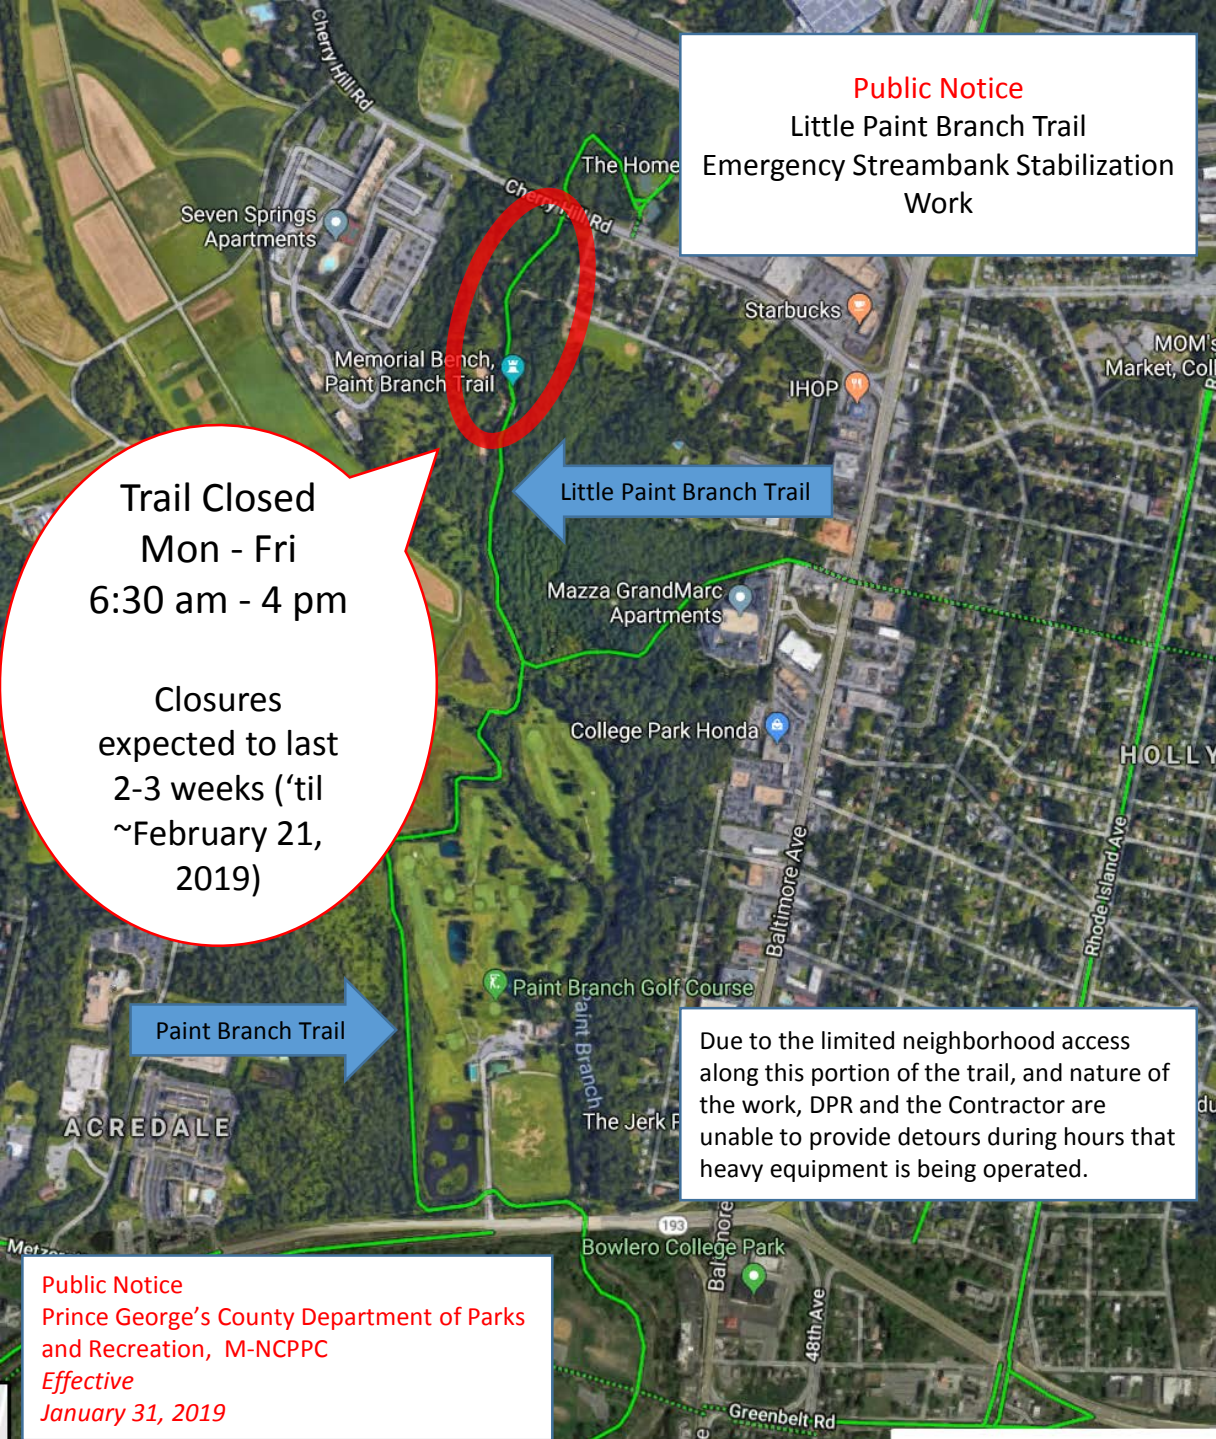 Public Notice
Little Paint Branch Trail
Emergency Streambank Stabilization
Work
Cherry Hill Rd
The Home
Cherry Hill Rd
Seven Springs
Apartments
Starbucks
MOM's
Market, Coll
Memorial Bench,
Paint Branch Trail
IHOP
Trail Closed
Mon - Fri
6:30 am - 4 pm
Closures
expected to last
2-3 weeks (‘til
~February 21,
2019)
Little Paint Branch Trail
Mazza GrandMarc
Apartments
College Park Honda
HOLLY
Baltimore Ave
Rhode Island Ave
Paint Branch Golf Course
Paint Branch Trail
Paint Branch
ACREDALE
The Jerk P
Due to the limited neighborhood access
along this portion of the trail, and nature of
the work, DPR and the Contractor are
unable to provide detours during hours that
heavy equipment is being operated.
193
Bowlero College Park
48th Ave
Public Notice
Prince George’s County Department of Parks
and Recreation, M-NCPPC
Effective
January 31, 2019
Greenbelt Rd